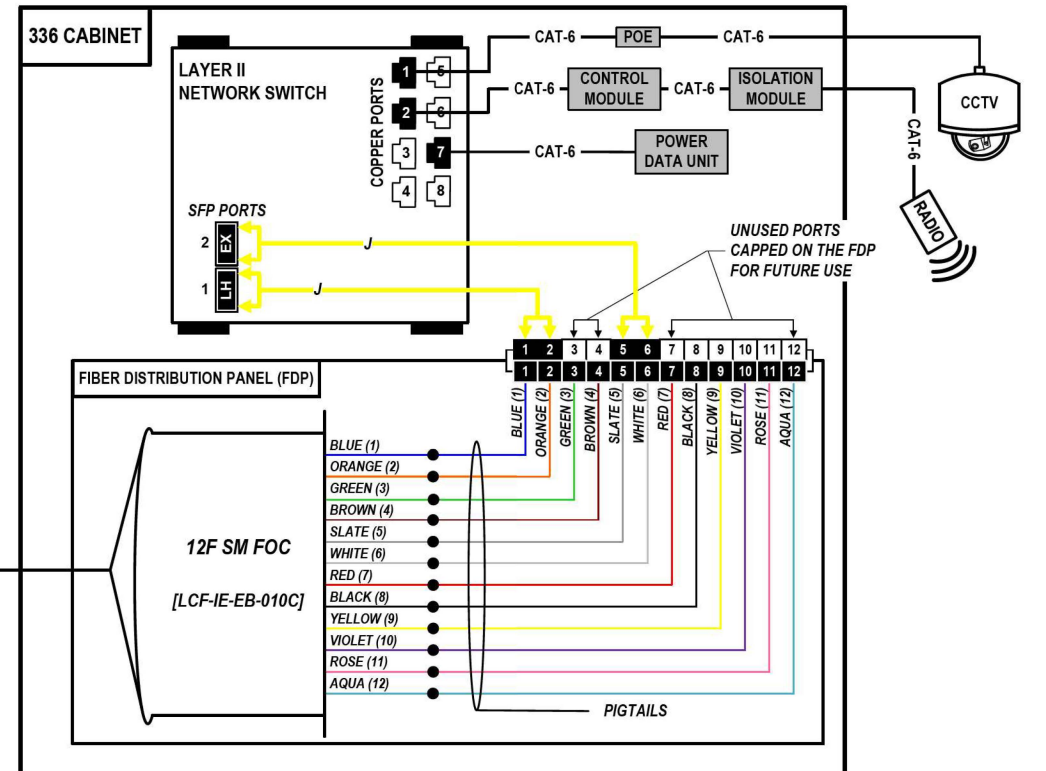 336 CABINET
LAYER II
NETWORK SWITCH
COPPER PORTS
1 5
2 6
3 7
4 8
CAT-6 POE CAT-6
CAT-6 CONTROL MODULE CAT-6 ISOLATION MODULE
CAT-6 POWER DATA UNIT
CCTV
CAT-6
RADIO
SFP PORTS
2 EX
1 LH
J
J
UNUSED PORTS
CAPPED ON THE FDP
FOR FUTURE USE
1 2 3 4 5 6 7 8 9 10 11 12
1 2 3 4 5 6 7 8 9 10 11 12
BLUE (1)
ORANGE (2)
GREEN (3)
BROWN (4)
SLATE (5)
WHITE (6)
RED (7)
BLACK (8)
YELLOW (9)
VIOLET (10)
ROSE (11)
AQUA (12)
FIBER DISTRIBUTION PANEL (FDP)
12F SM FOC
[LCF-IE-EB-010C]
BLUE (1)
ORANGE (2)
GREEN (3)
BROWN (4)
SLATE (5)
WHITE (6)
RED (7)
BLACK (8)
YELLOW (9)
VIOLET (10)
ROSE (11)
AQUA (12)
PIGTAILS